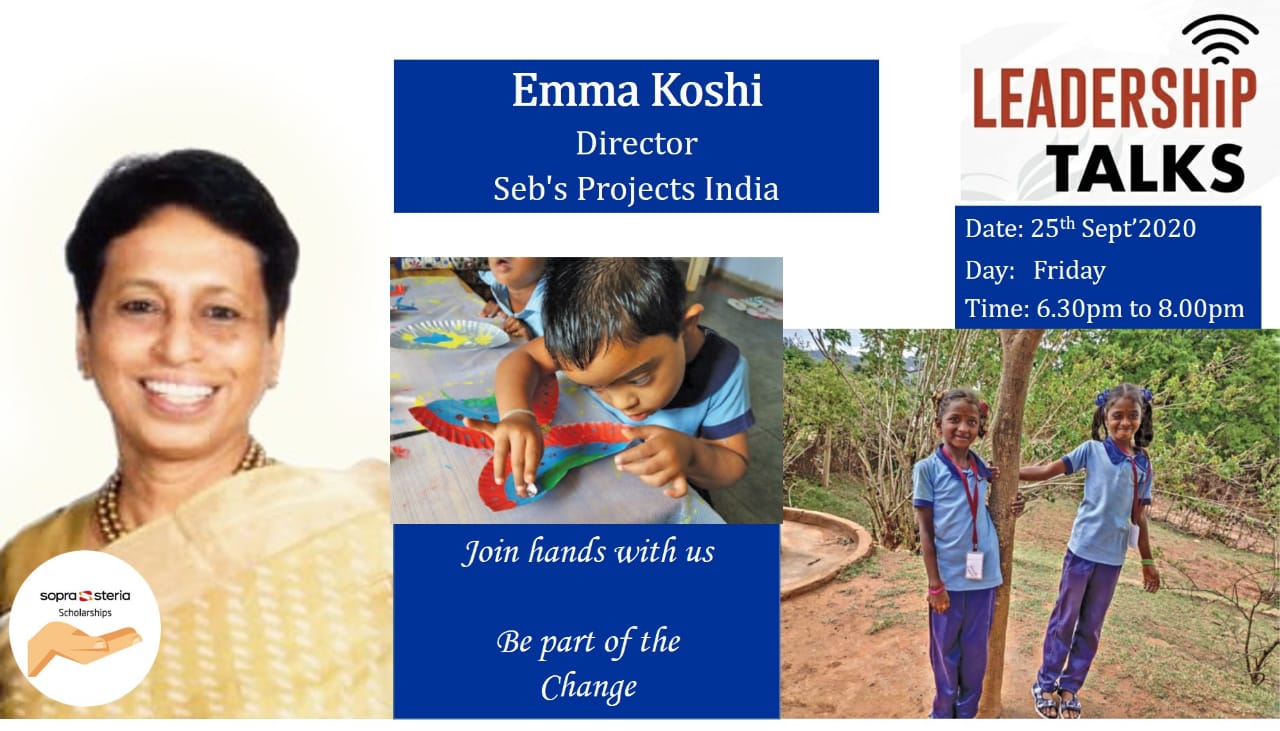 Emma Koshi
Director
Seb's Projects India
LEADERSHiP
TALKS
Date: 25th Sept’2020
Day: Friday
Time: 6.30pm to 8.00pm
Join hands with us
Be part of the
Change
sopra steria
Scholarships